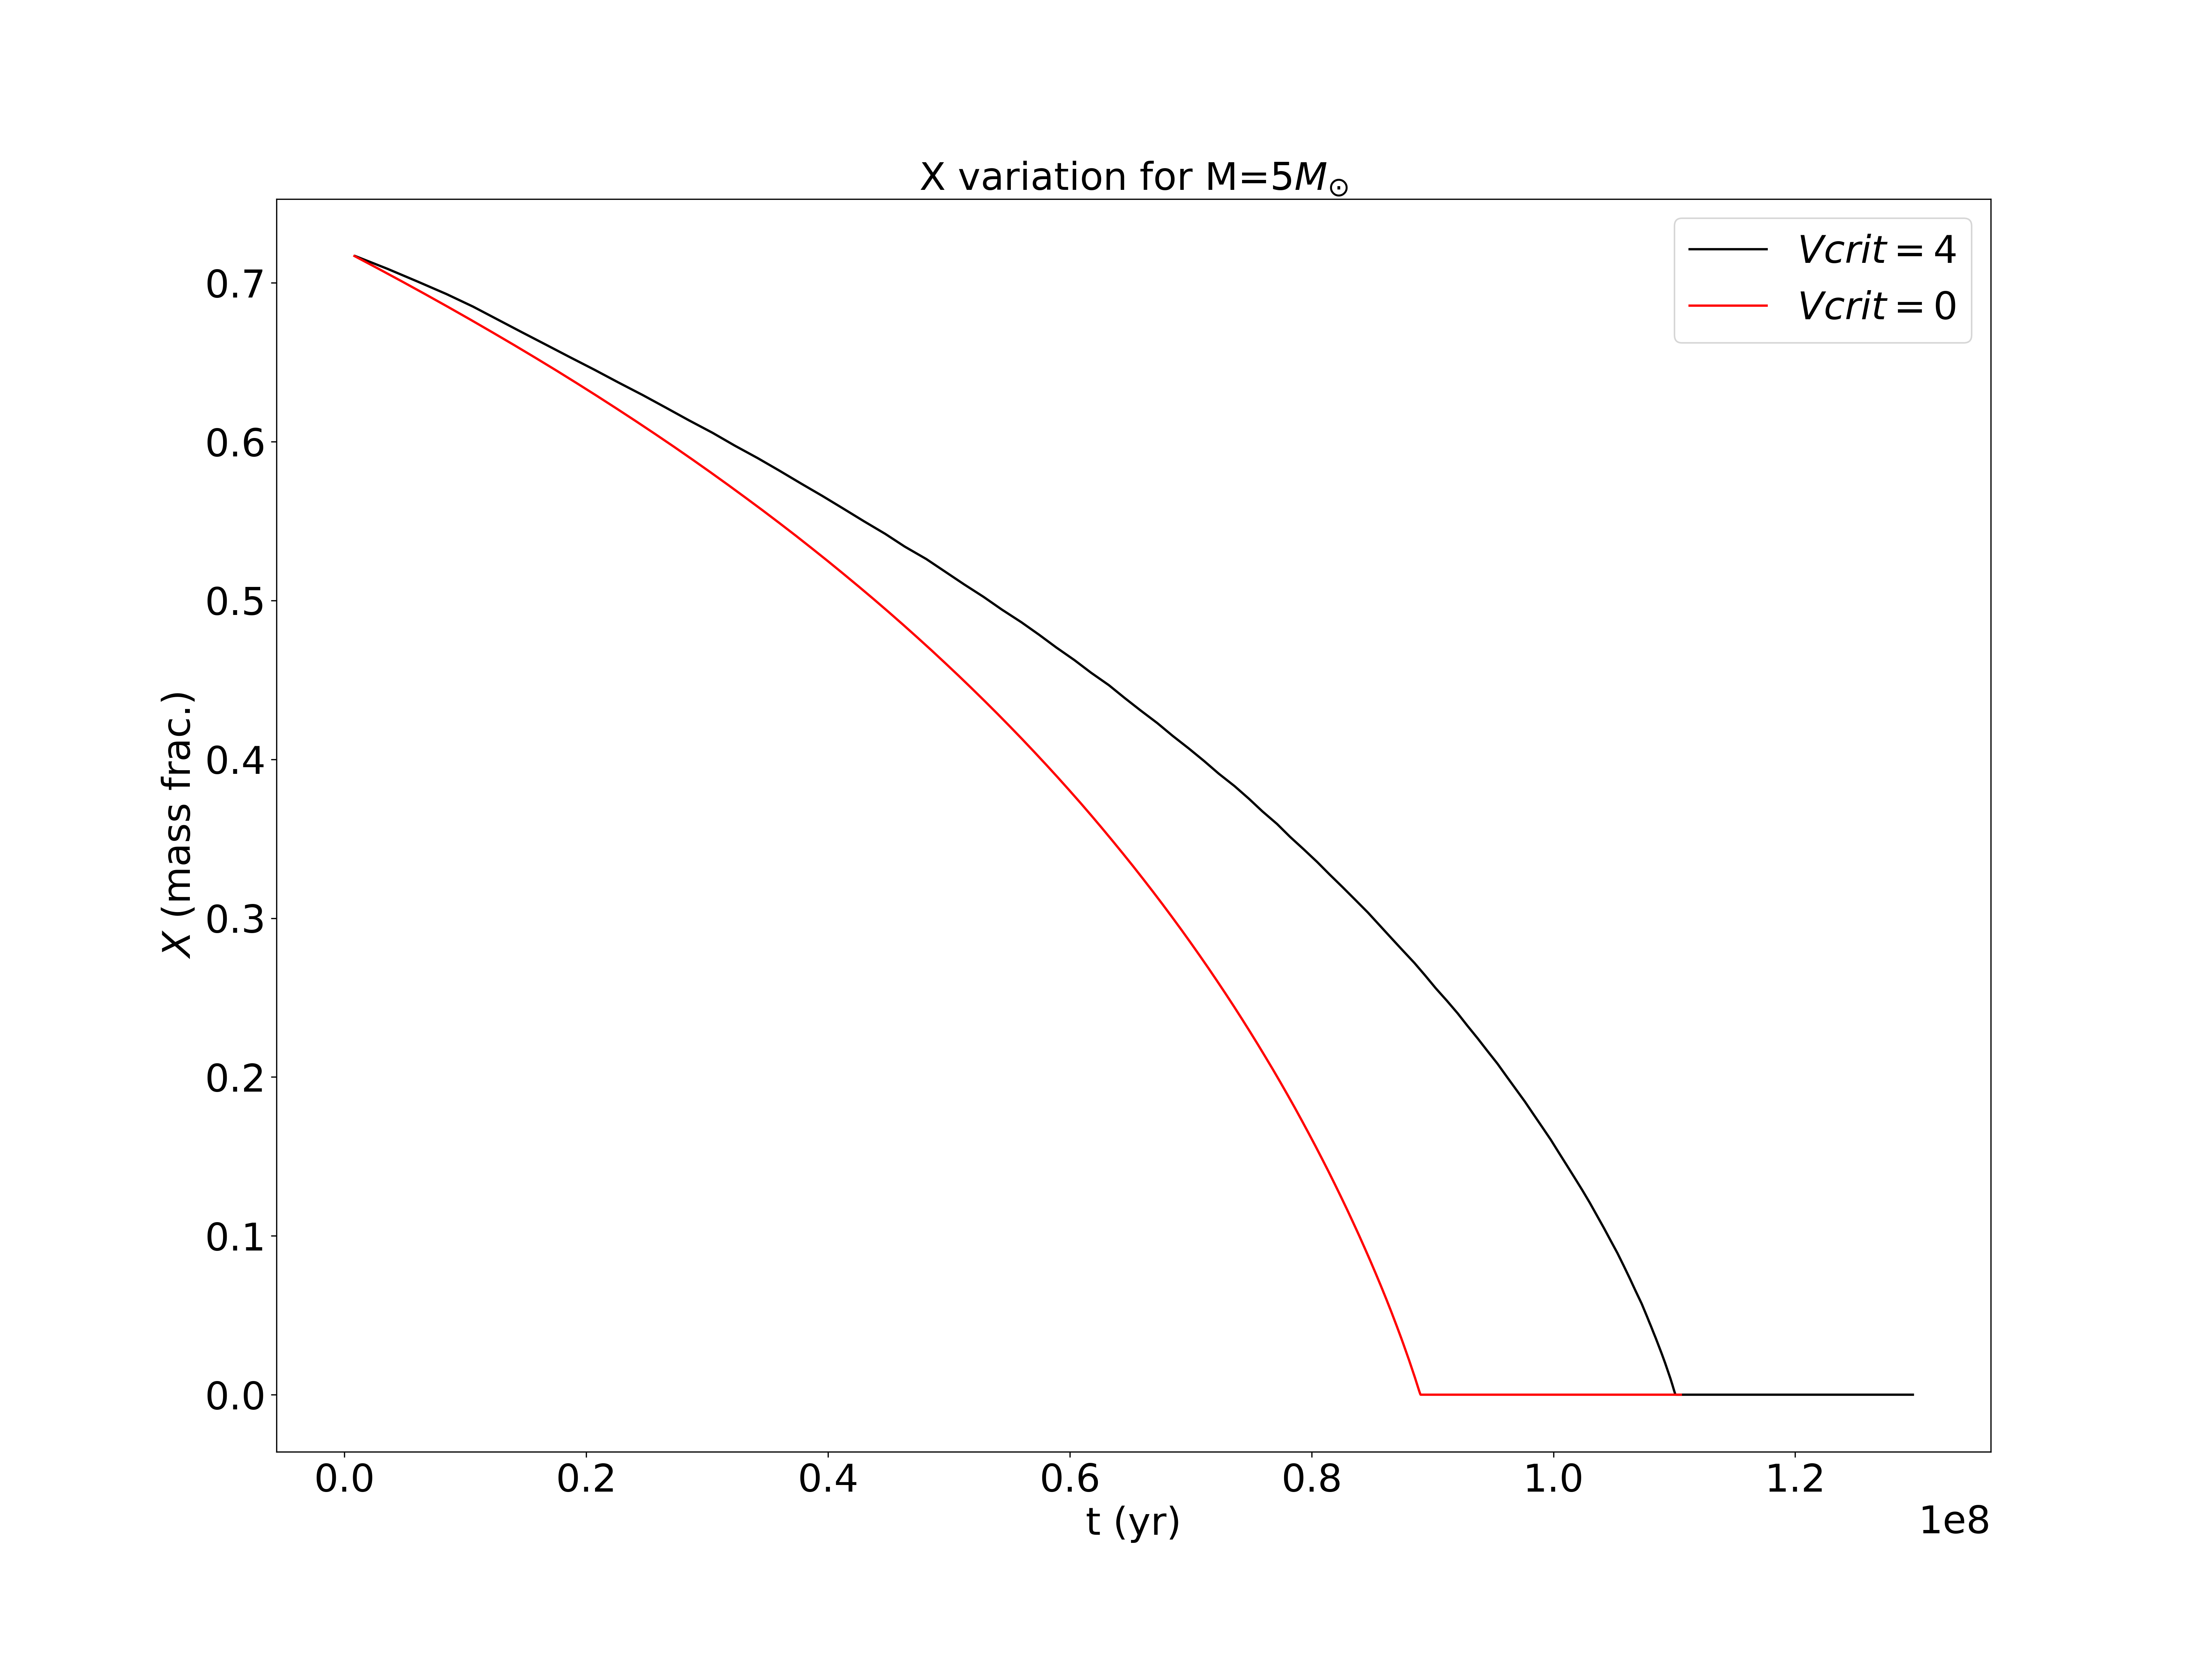 X variation for M=5M⊙
Vcrit = 4
Vcrit = 0
X (mass frac.)
0.7
0.6
0.5
0.4
0.3
0.2
0.1
0.0
0.0 0.2 0.4 0.6 0.8 1.0 1.2
t (yr)
1e8